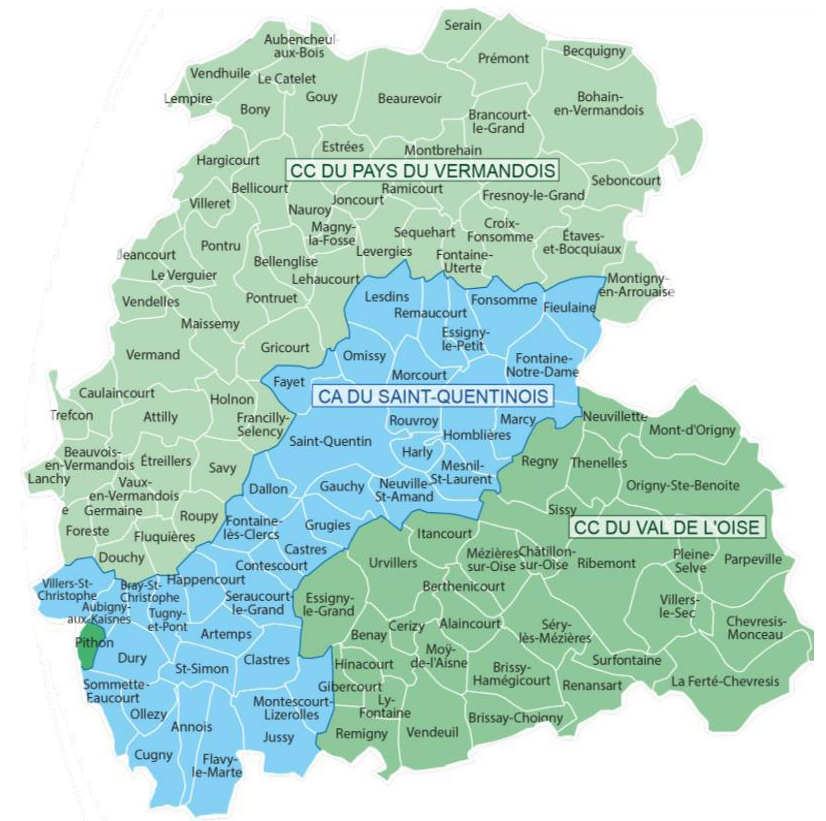 Serain
Aubencheul-
aux-Bois
Prémont
Becquigny
Vendhuile
Le Catelet
Lempire
Gouy
Beaurevoir
Bony
Bohain-
en-Vermandois
Brancourt-
le-Grand
Estrées
Montbrehain
Hargicourt
CC DU PAYS DU VERMANDOIS
Seboncourt
Bellicourt
Ramicourt
Fresnoy-le-Grand
Villeret
Joncourt
Nauroy
Magny-
la-Fosse
Sequehart
Croix-
Fonsomme
Étaves-
et-Bocquiaux
Pontru
Jeancourt
Levergies
Fontaine-
Uterte
Bellenglise
Le Verguier
Lehaucourt
Montigny-
en-Arrouaise
Vendelles
Pontruet
Lesdins
Fonsomme
Fieulaine
Remaucourt
Maissemy
Essigny-
le-Petit
Gricourt
Vermand
Omissy
Fontaine-
Notre-Dame
Morcourt
Fayet
Caulaincourt
CA DU SAINT-QUENTINOIS
Holnon
Trefcon
Attilly
Francilly-
Selency
Rouvroy
Marcy
Neuvillette
Mont-d'Origny
Saint-Quentin
Homblières
Beauvois-
en-Vermandois
Étreillers
Savy
Harly
Regny
Thenelles
Lanchy
Mesnil-
St-Laurent
Vaux-
en-Vermandois
Dallon
Gauchy
Neuville-
St-Amand
Origny-Ste-Benoite
e
Germaine
Sissy
Roupy
Foreste
Fontaine-
lès-Clercs
Grugies
CC DU VAL DE L'OISE
Fluquières
Itancourt
Douchy
Castres
Mézières-
sur-Oise
Châtillon-
sur-Oise
Ribemont
Pleine-
Selve
Parpeville
Contescourt
Urvillers
Villers-St-
Christophe
Bray-St-
Christophe
Happencourt
Berthenicourt
Seraucourt-
le-Grand
Essigny-
le-Grand
Villers-
le-Sec
Aubigny-
aux-Kaisnes
Tugny-
et-Pont
Chevresis-
Monceau
Cerizy
Alaincourt
Séry-
lès-Mézières
Artemps
Benay
Pithon
Dury
Moÿ-
de-l'Aisne
Clastres
Hinacourt
Surfontaine
St-Simon
Brissy-
Hamégicourt
La Ferté-Chevresis
Sommette-
Eaucourt
Gibercourt
Renansart
Montescourt-
Lizerolles
Ly-
Fontaine
Ollezy
Brissay-Choigny
Annois
Remigny
Vendeuil
Jussy
Cugny
Flavy-
le-Marte